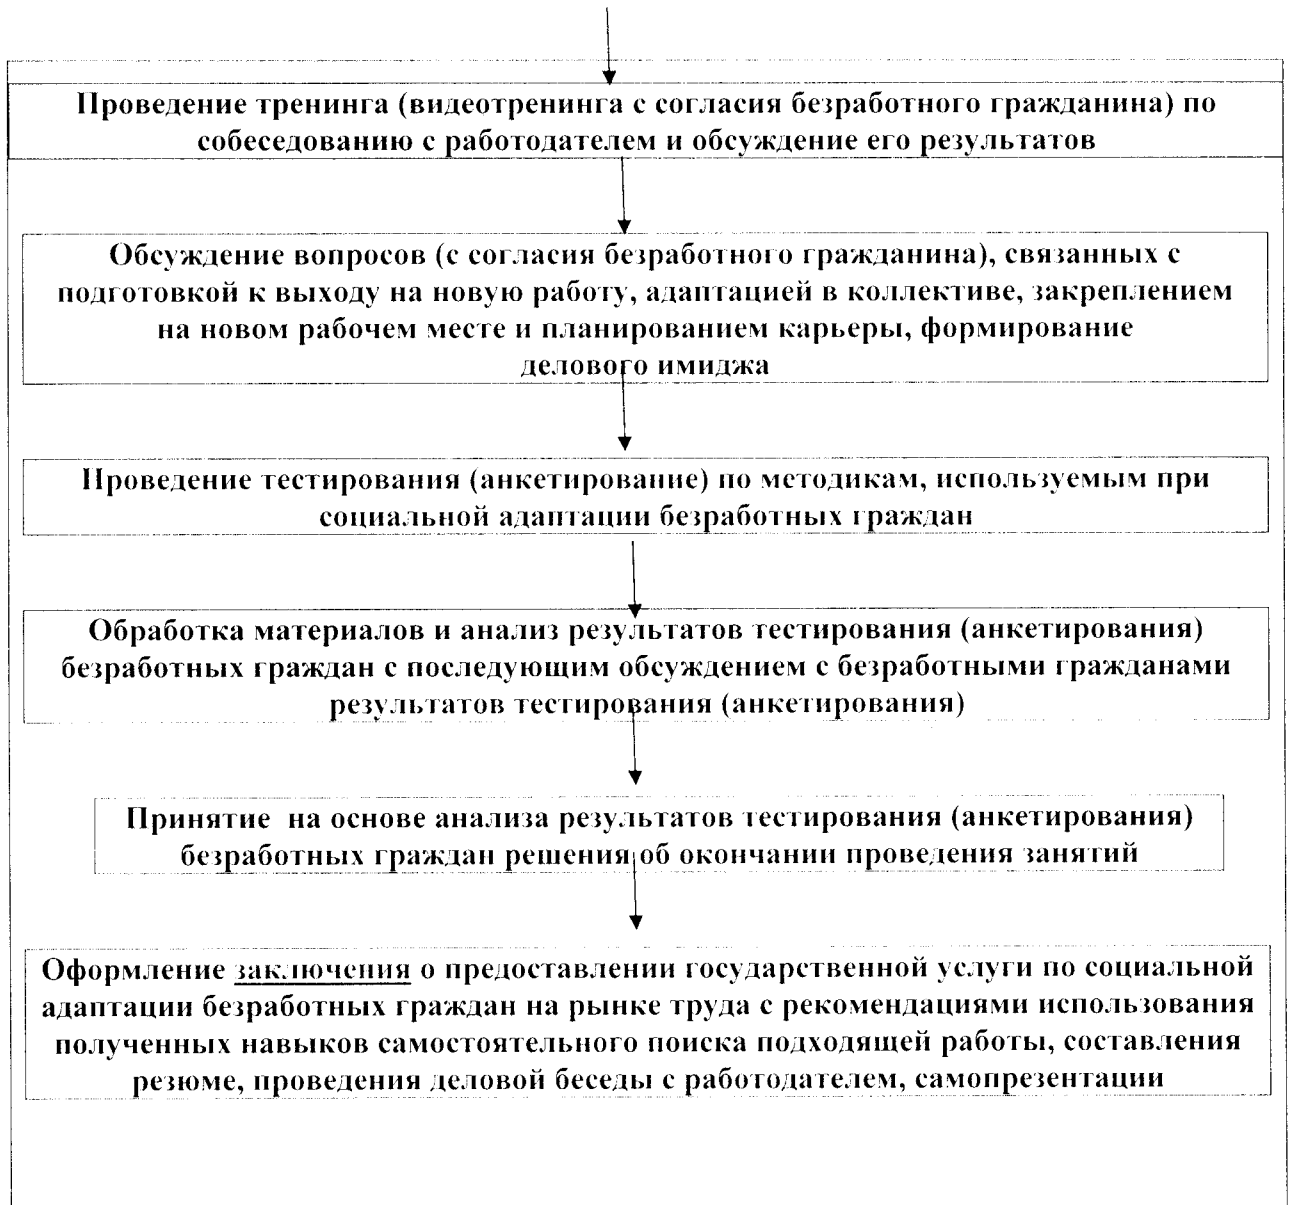 Проведение тренинга (видеотренинга с согласия безработного гражданина) по
собеседованию с работодателем и обсуждение его результатов
Обсуждение вопросов (с согласия безработного гражданина), связанных с
подготовкой к выходу на новую работу, адаптацией в коллективе, закреплением
на новом рабочем месте и планированием карьеры, формирование
делового имиджа
Проведение тестирования (анкетирование) по методикам, используемым при
социальной адаптации безработных граждан
Обработка материалов и анализ результатов тестирования (анкетирования)
безработных граждан с последующим обсуждением с безработными гражданами
результатов тестирования (анкетирования)
Принятие на основе анализа результатов тестирования (анкетирования)
безработных граждан решения об окончании проведения занятий
Оформление заключения о предоставлении государственной услуги по социальной
адаптации безработных граждан на рынке труда с рекомендациями использования
полученных навыков самостоятельного поиска подходящей работы, составления
резюме, проведения деловой беседы с работодателем, самопрезентации